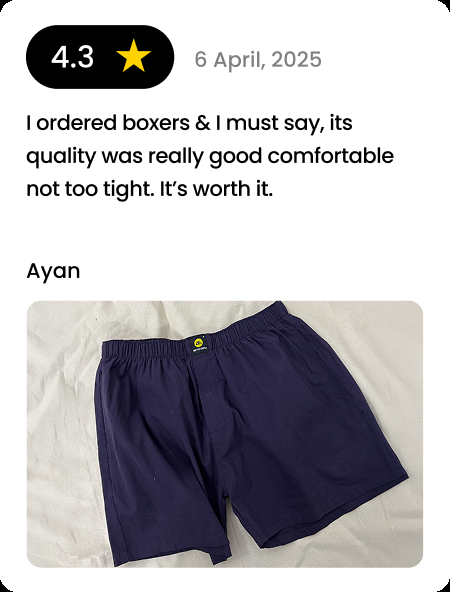 4.3
6 April, 2025
I ordered boxers & I must say, its
quality was really good comfortable
not too tight. It’s worth it.
Ayan